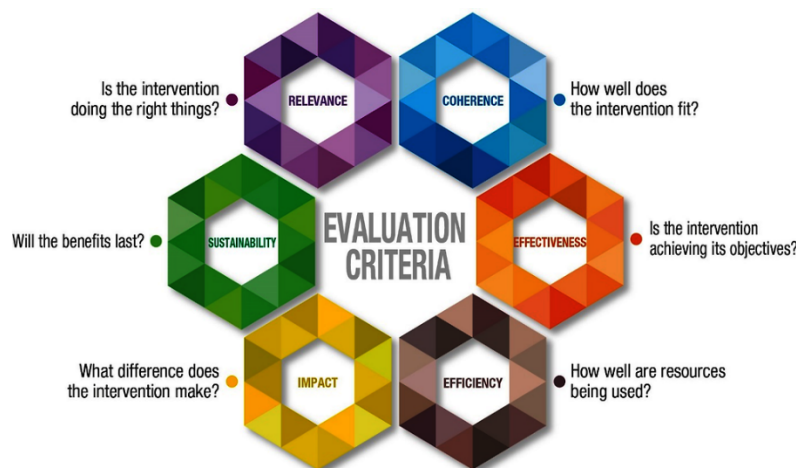 Is the intervention
doing the right things?
RELEVANCE
COHERENCE
How well does
the intervention fit?
Will the benefits last?
SUSTAINABILITY
EVALUATION
CRITERIA
EFFECTIVENESS
Is the intervention
achieving its objectives?
What difference does
the intervention make?
IMPACT
EFFICIENCY
How well are resources
being used?